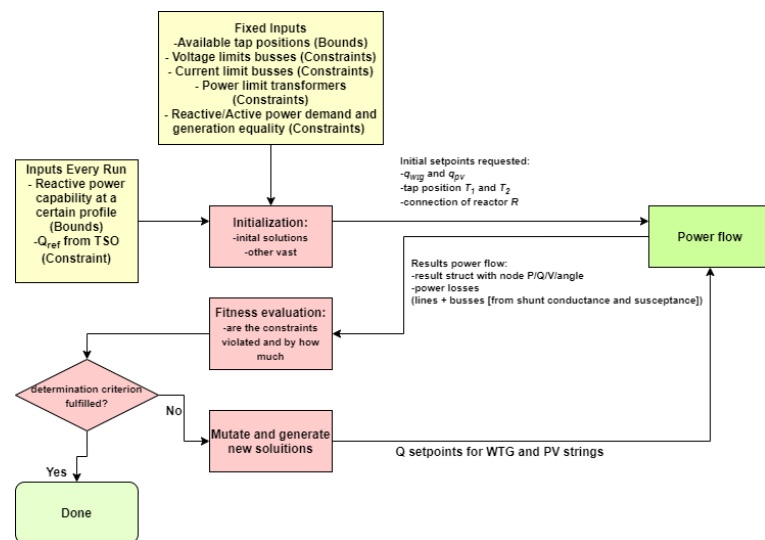 Fixed Inputs
-Available tap positions (Bounds)
- Voltage limits busses (Constraints)
- Current limit busses (Constraints)
- Power limit transformers
(Constraints)
- Reactive/Active power demand and
generation equality (Constraints)
Inputs Every Run
- Reactive power
capability at a
certain profile
(Bounds)
-Qref from TSO
(Constraint)
Initialization:
-inital solutions
-other vast
Initial setpoints requested:
-qwtg and qpv
-tap position T1 and T2
-connection of reactor R
Power flow
Results power flow:
-result struct with node P/Q/V/angle
-power losses
(lines + busses [from shunt conductance and susceptance])
Fitness evaluation:
-are the constraints
violated and by how
much
determination criterion
fulfilled?
No
Mutate and generate
new soluitions
Q setpoints for WTG and PV strings
Yes
Done